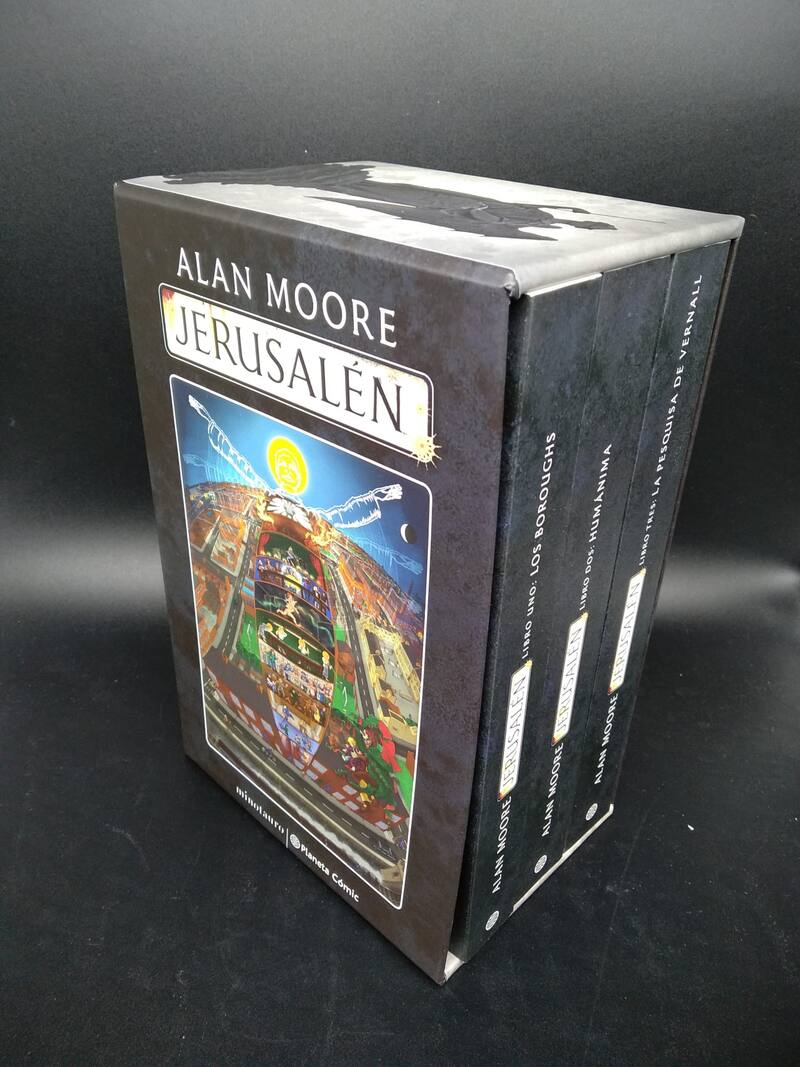 ALAN MOORE
JERUSALÉN
minotauro | Planeta Cómic
ALAN MOORE JERUSALÉN LIBRO UNO: LOS BOROUGHS
ALAN MOORE JERUSALÉN LIBRO DOS: HUMÁNIMA
ALAN MOORE JERUSALÉN LIBRO TRES: LA PESQUISA DE VERNALL